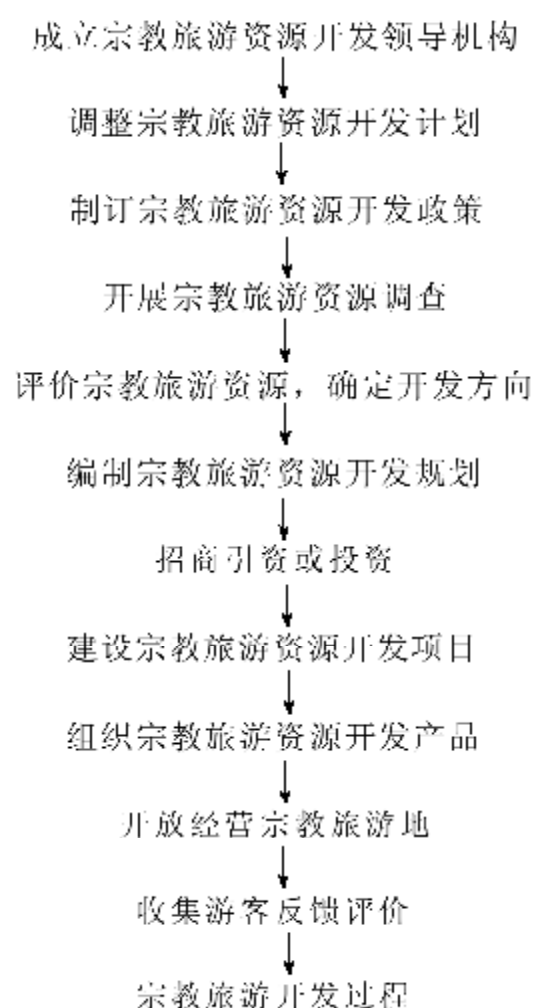 成立宗教旅游资源开发领导机构
调整宗教旅游资源开发计划
制订宗教旅游资源开发政策
开展宗教旅游资源调查
评价宗教旅游资源，确定开发方向
编制宗教旅游资源开发规划
招商引资或投资
建设宗教旅游资源开发项目
组织宗教旅游资源开发产品
开放经营宗教旅游地
收集游客反馈评价
宗教旅游开发过程